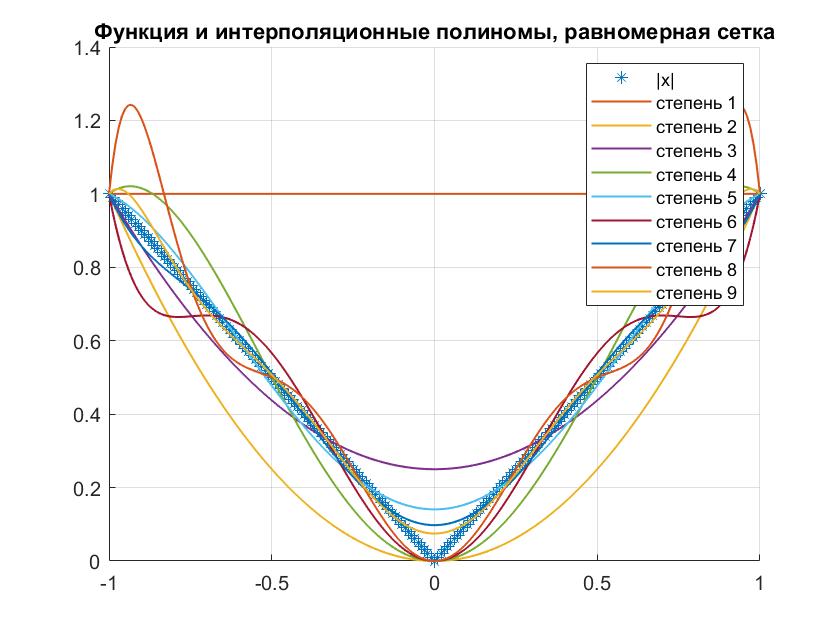 Функция и интерполяционные полиномы, равномерная сетка
1.4
1.2
1
0.8
0.6
0.4
0.2
0
-1
-0.5
0
0.5
1
|x|
степень 1
степень 2
степень 3
степень 4
степень 5
степень 6
степень 7
степень 8
степень 9